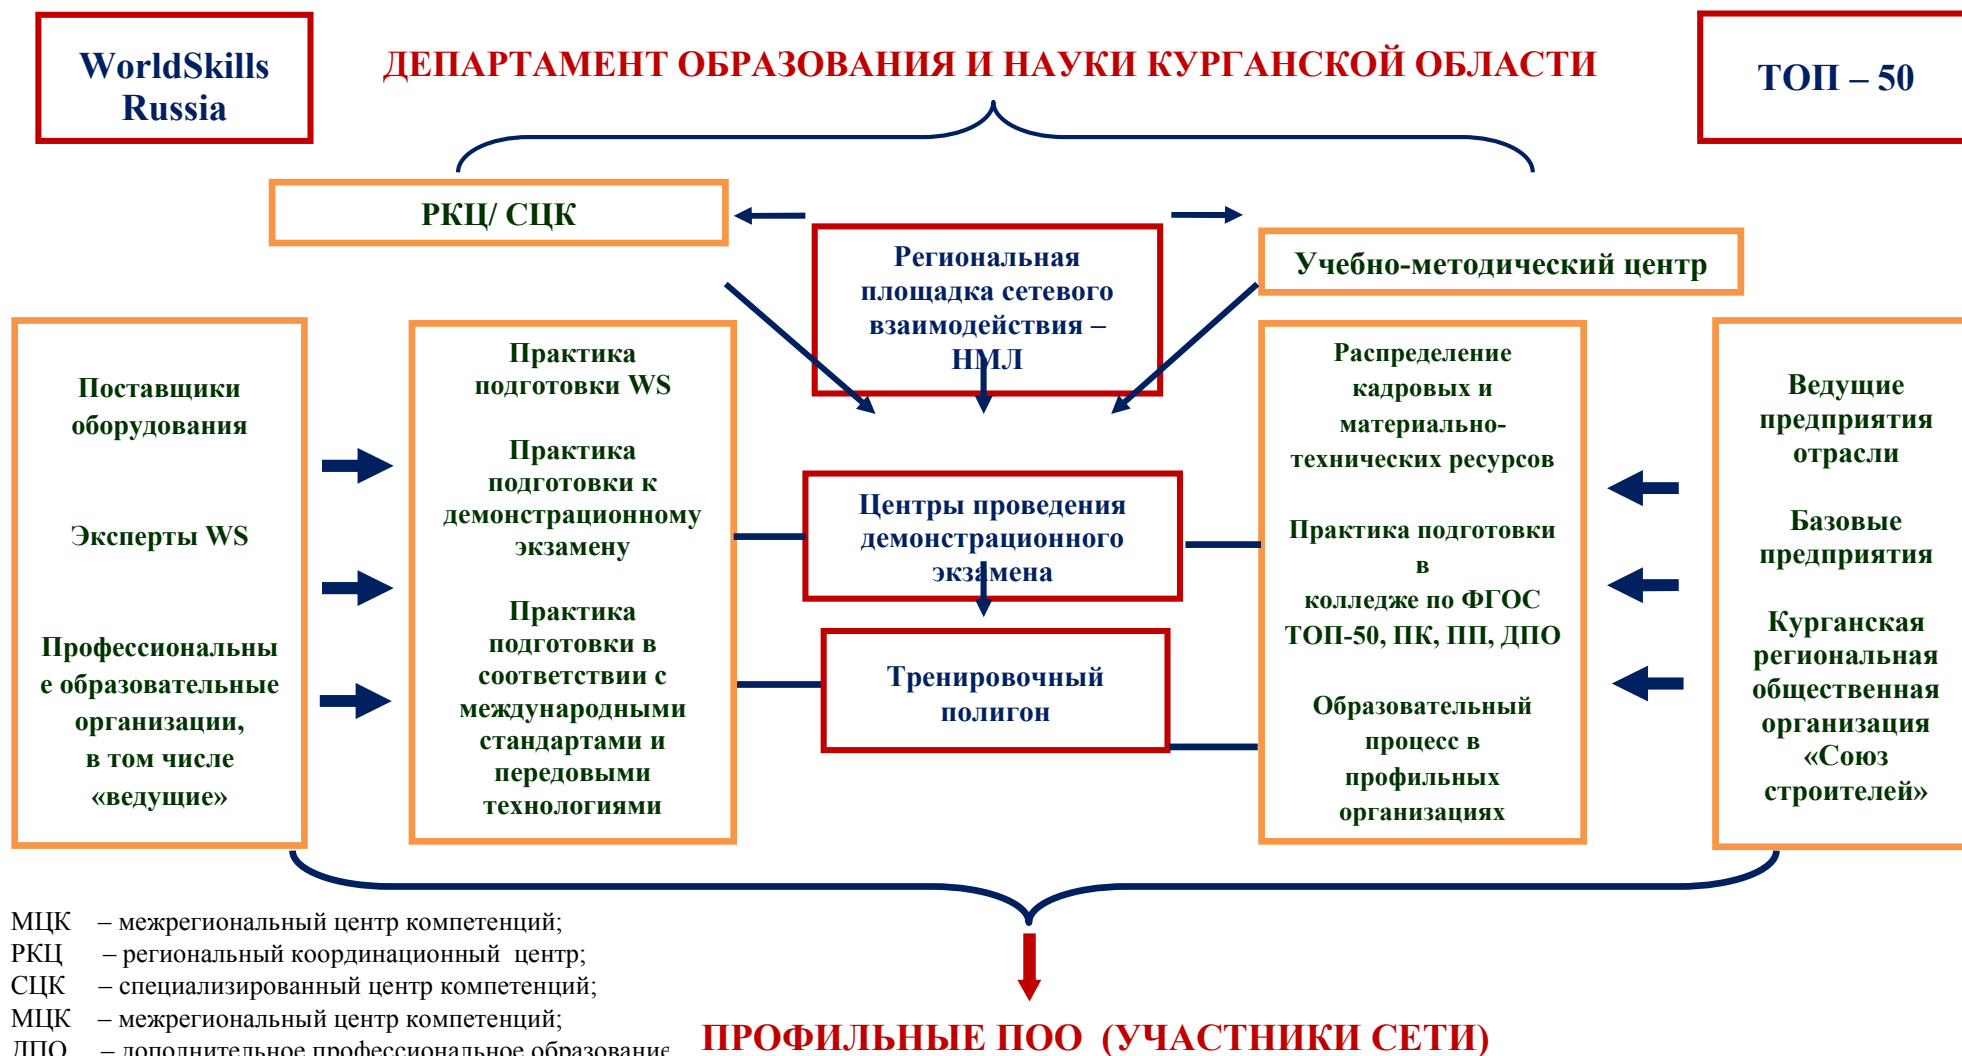 WorldSkills
Russia
ДЕПАРТАМЕНТ ОБРАЗОВАНИЯ И НАУКИ КУРГАНСКОЙ ОБЛАСТИ
ТОП – 50
РКЦ/ СЦК
Региональная
площадка сетевого
взаимодействия –
НМЛ
Учебно-методический центр
Поставщики
оборудования
Эксперты WS
Профессиональны
е образовательные
организации,
в том числе
«ведущие»
Практика
подготовки WS
Практика
подготовки к
демонстрационному
экзамену
Практика
подготовки в
соответствии с
международными
стандартами и
передовыми
технологиями
Центры проведения
демонстрационного
экзамена
Тренировочный
полигон
Распределение
кадровых и
материально-
технических ресурсов
Практика подготовки
в
колледже по ФГОС
ТОП-50, ПК, ПП, ДПО
Образовательный
процесс в
профильных
организациях
Ведущие
предприятия
отрасли
Базовые
предприятия
Курганская
региональная
общественная
организация
«Союз
строителей»
МЦК – межрегиональный центр компетенций;
РКЦ – региональный координационный центр;
СЦК – специализированный центр компетенций;
МЦК – межрегиональный центр компетенций;
ДПО – дополнительное профессиональное образование
ПРОФИЛЬНЫЕ ПОО (УЧАСТНИКИ СЕТИ)